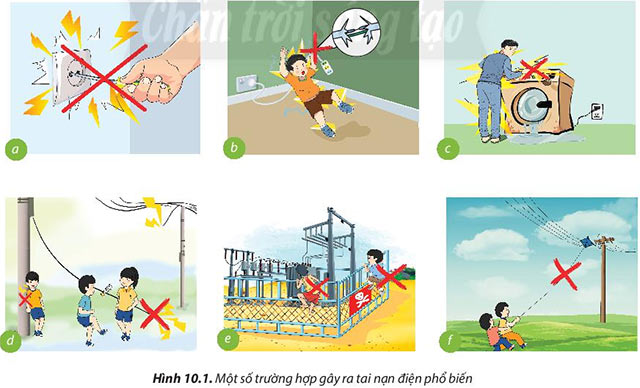 Chân trời sáng tạo
a
b
c
d
e
f
Hình 10.1. Một số trường hợp gây ra tai nạn điện phổ biến